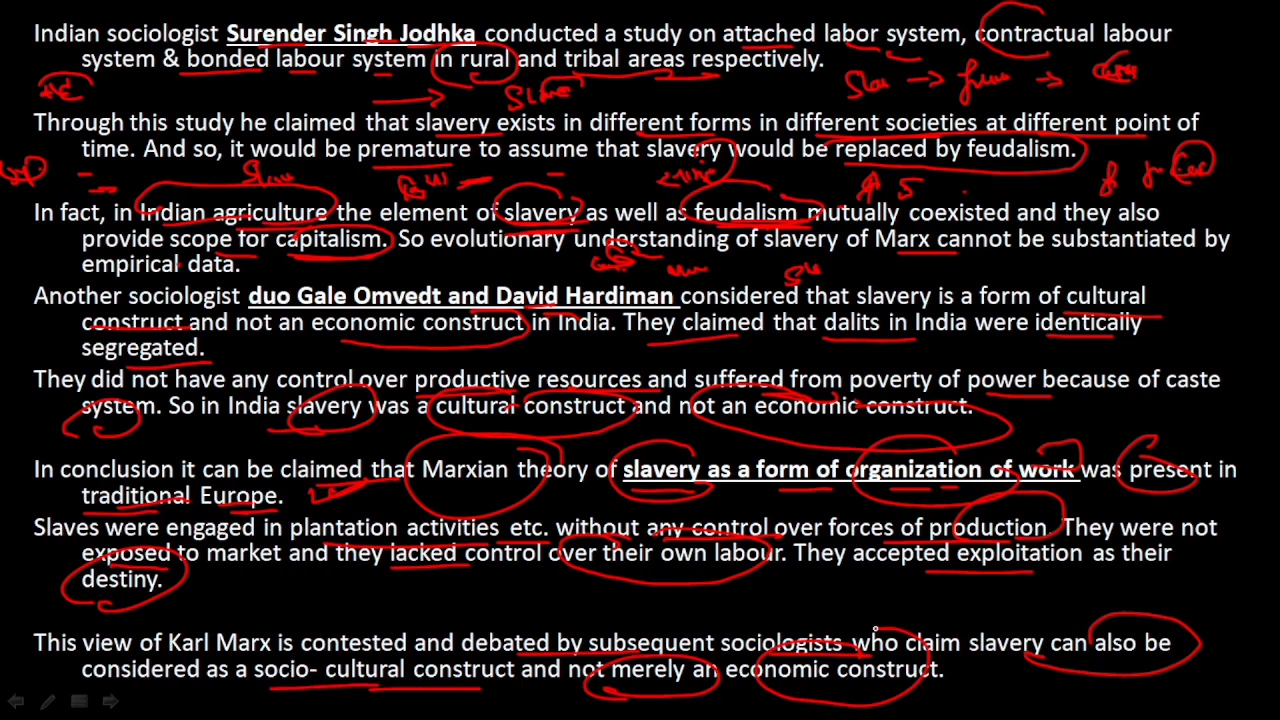 Indian sociologist Surender Singh Jodhka conducted a study on attached labor system, contractual labour
system & bonded labour system in rural and tribal areas respectively.
Through this study he claimed that slavery exists in different forms in different societies at different point of
time. And so, it would be premature to assume that slavery would be replaced by feudalism.
In fact, in Indian agriculture the element of slavery as well as feudalism mutually coexisted and they also
provide scope for capitalism. So evolutionary understanding of slavery of Marx cannot be substantiated by
empirical data.
Another sociologist duo Gale Omvedt and David Hardiman considered that slavery is a form of cultural
construct and not an economic construct in India. They claimed that dalits in India were identically
segregated.
They did not have any control over productive resources and suffered from poverty of power because of caste
system. So in India slavery was a cultural construct and not an economic construct.
In conclusion it can be claimed that Marxian theory of slavery as a form of organization of work was present in
traditional Europe.
Slaves were engaged in plantation activities etc. without any control over forces of production. They were not
exposed to market and they lacked control over their own labour. They accepted exploitation as their
destiny.
This view of Karl Marx is contested and debated by subsequent sociologists who claim slavery can also be
considered as a socio- cultural construct and not merely an economic construct.